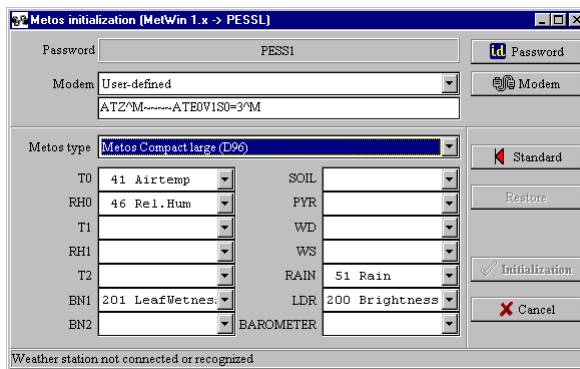 Metos initialization (MetWin 1.x -> PESSL)
Password PESS1 id Password
Modem User-defined Modem
ATZ^M~~~~ATE0V1S0=3^M
Metos type Metos Compact large (D96) Standard
T0 41 Airtemp SOIL Restore
RH0 46 Rel.Hum PYR
T1 WD
RH1 WS
T2 RAIN 51 Rain Initialization
BN1 201 LeafWetnes LDR 200 Brightness
BN2 BAROMETER Cancel
Weather station not connected or recognized